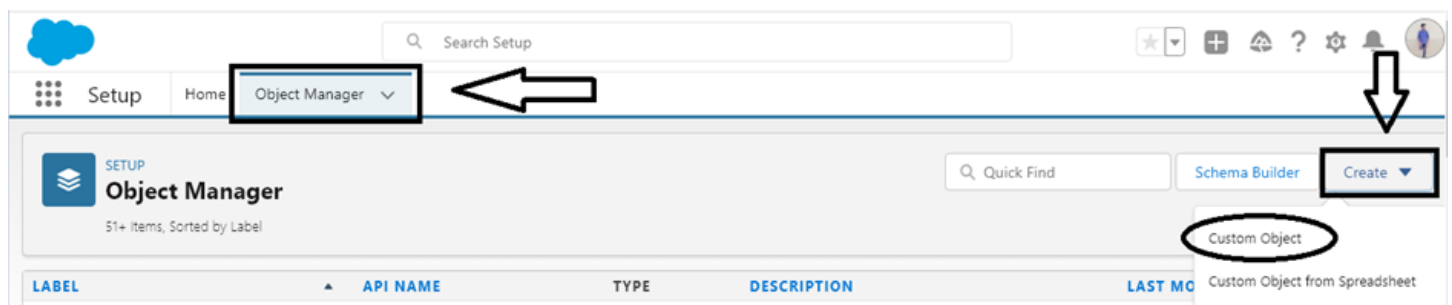 Search Setup
Setup Home Object Manager
SETUP
Object Manager
51+ Items, Sorted by Label
Quick Find
Schema Builder
Create
Custom Object
Custom Object from Spreadsheet
LABEL API NAME TYPE DESCRIPTION LAST MO